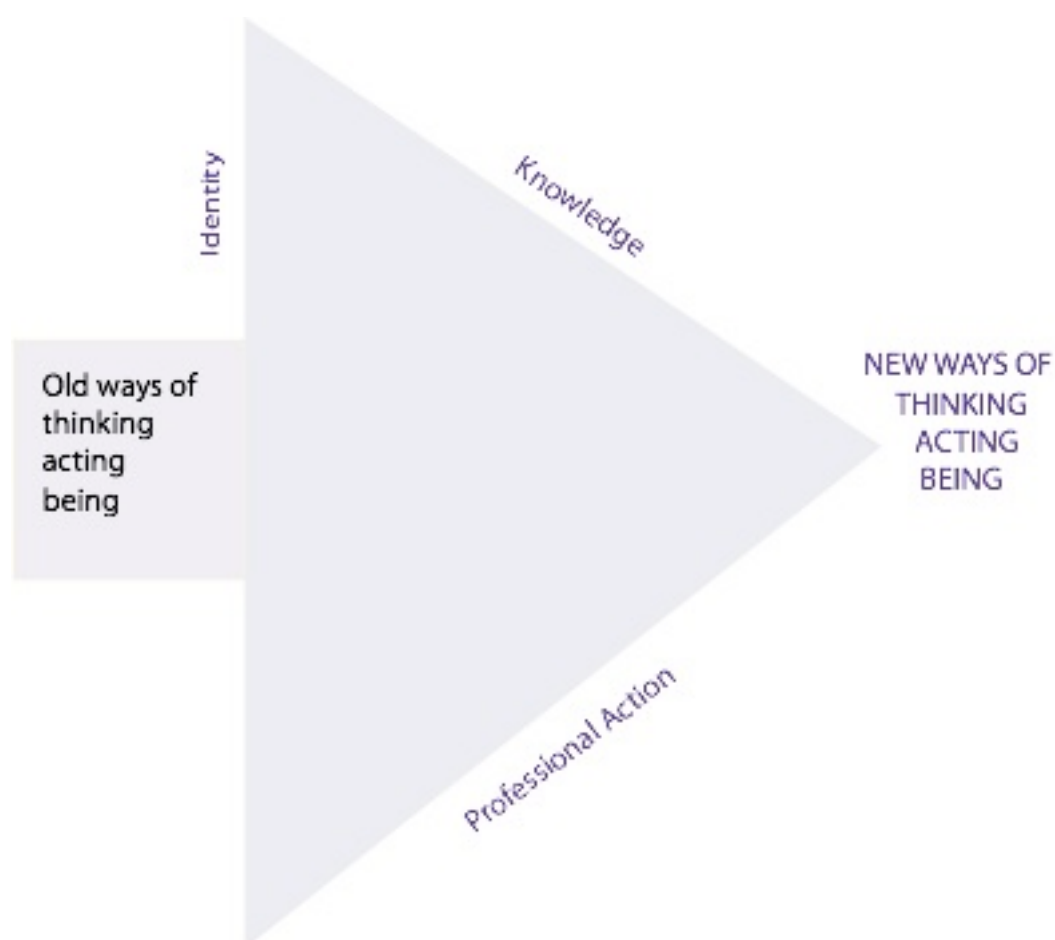 Identity
Knowledge
Old ways of
thinking
acting
being
NEW WAYS OF
THINKING
ACTING
BEING
Professional Action